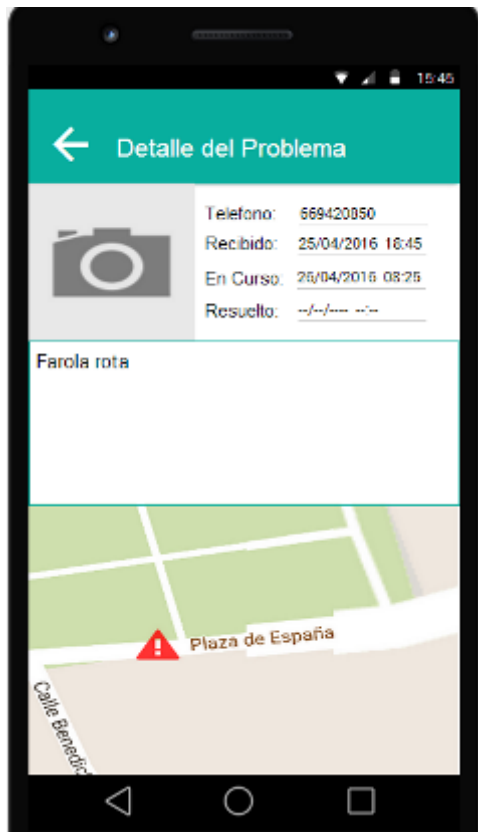 15:45
Detalle del Problema
Telefono: 669420850
Recibido: 25/04/2016 18:45
En Curso: 26/04/2016 08:25
Resuelto: --/--/---- --:--
Farola rota
Plaza de España
Calle Benedic